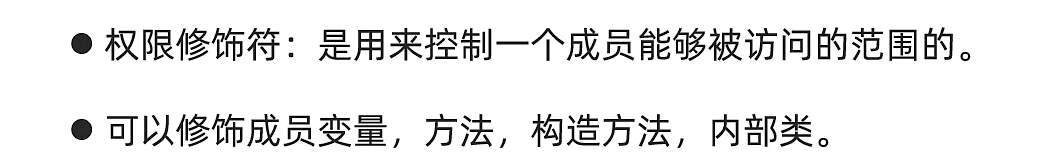 ● 权限修饰符：是用来控制一个成员能够被访问的范围的。
● 可以修饰成员变量，方法，构造方法，内部类。